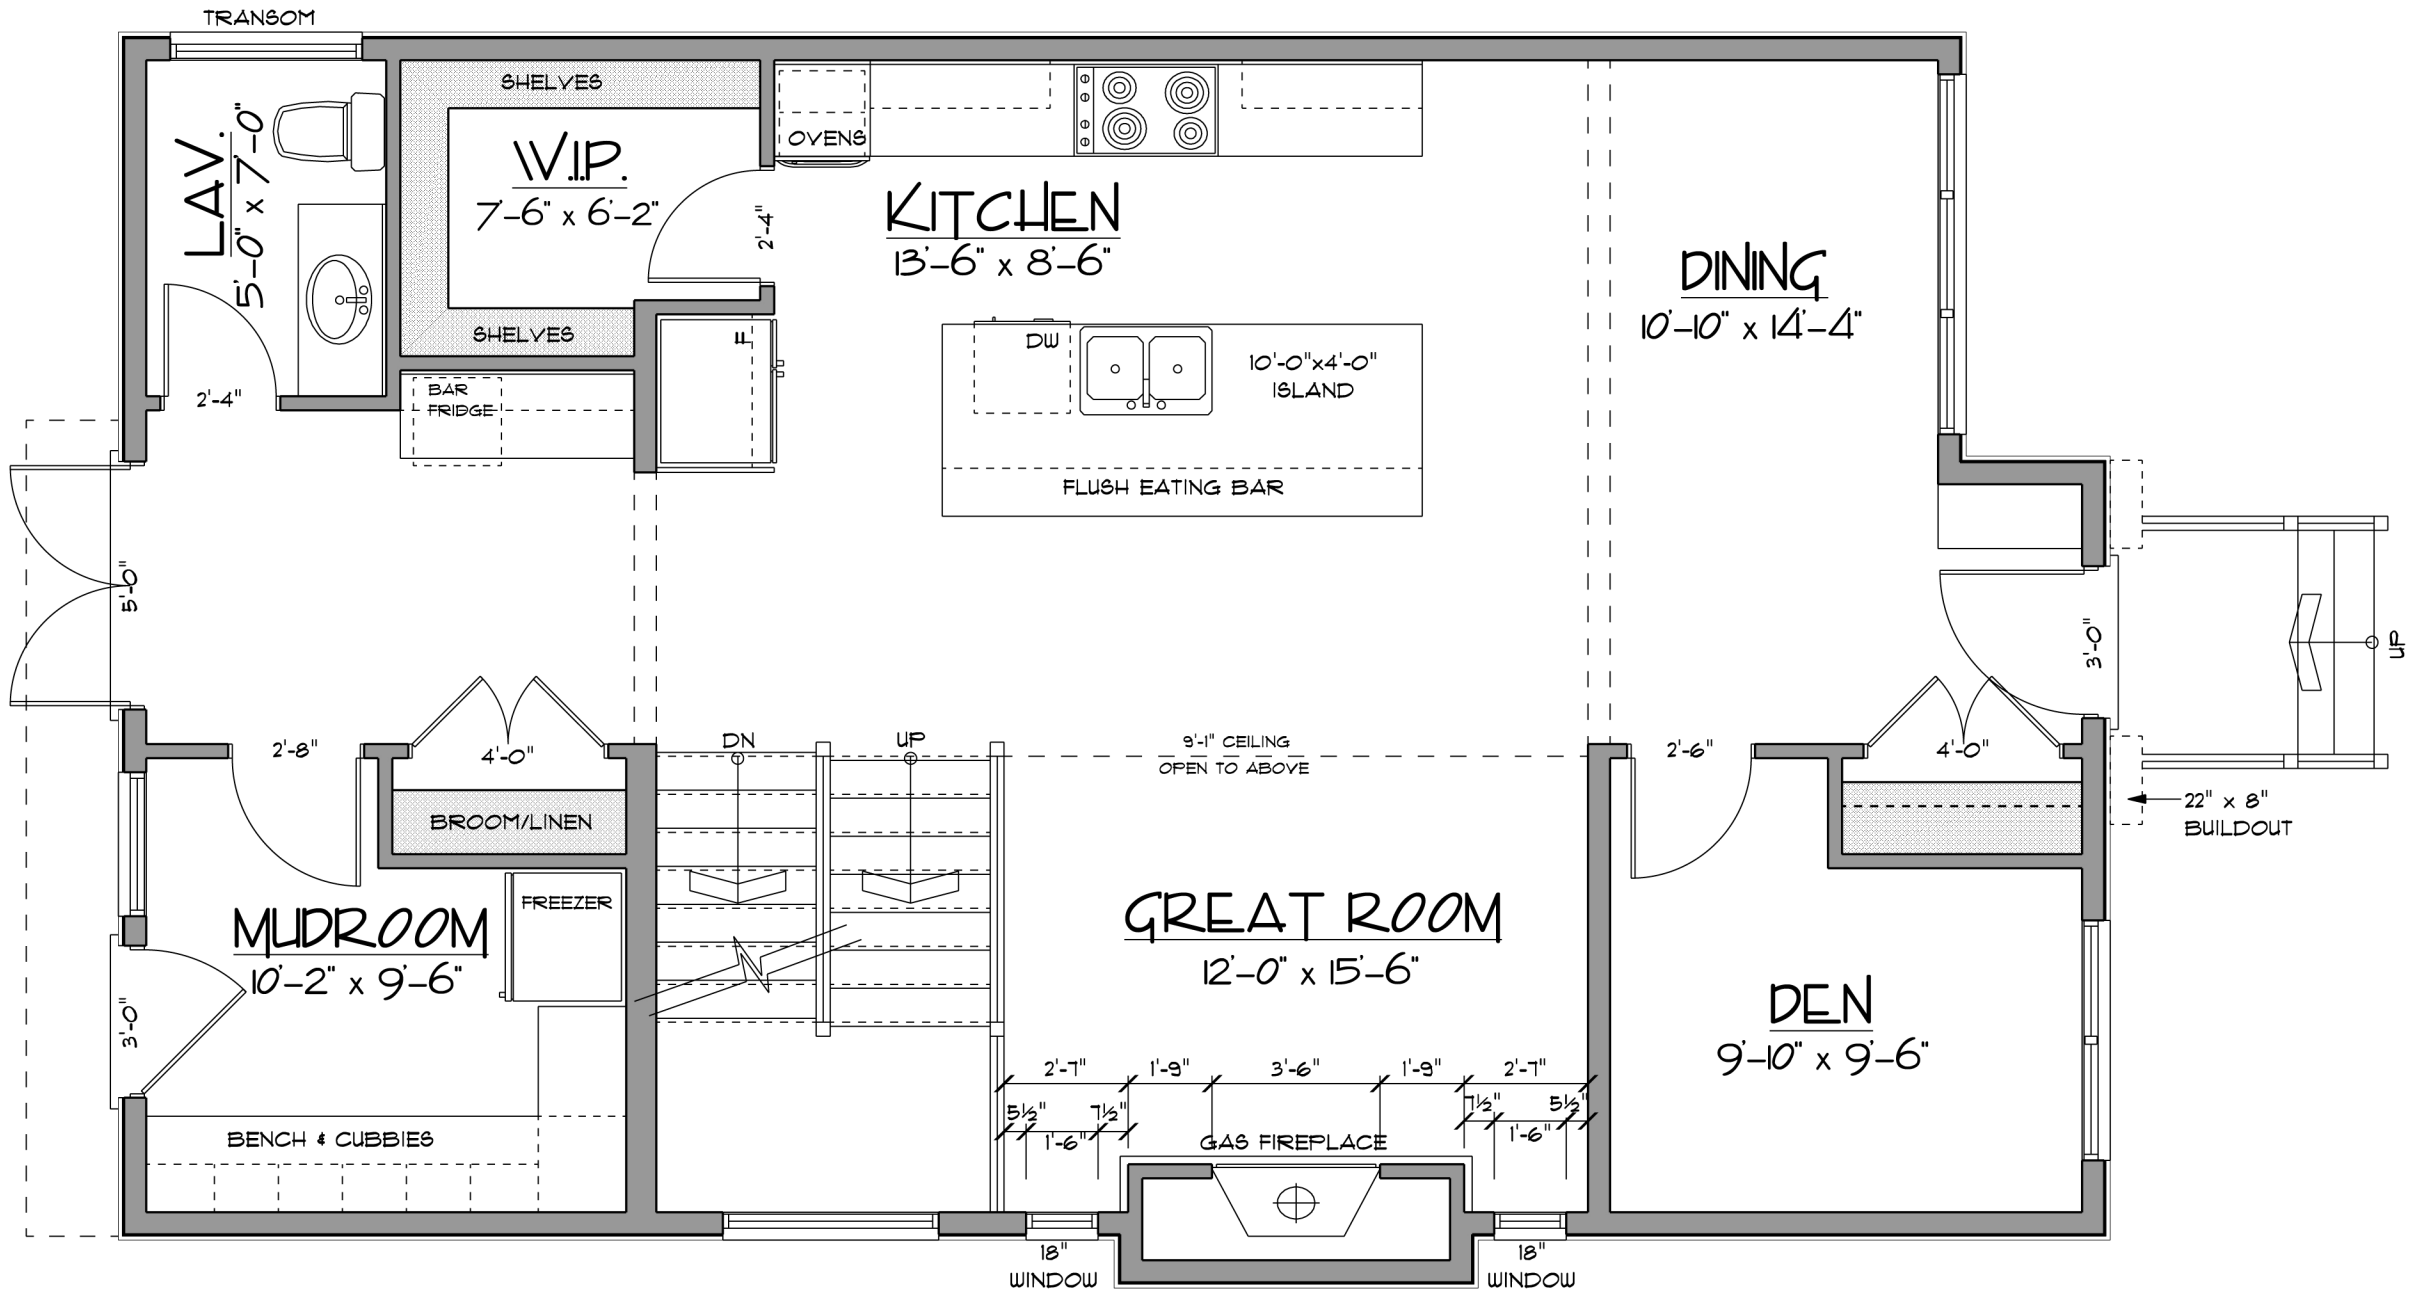 TRANSOM
SHELVES
LAV.
5'-0" x 7'-0"
W.I.P.
7'-6" x 6'-2"
SHELVES
OVENS
2'-4"
KITCHEN
13'-6" x 8'-6"
DINING
10'-10" x 14'-4"
F
DW
10'-0"x4'-0"
ISLAND
FLUSH EATING BAR
2'-4"
BAR
FRIDGE
5'-0"
3'-0"
UP
2'-8"
4'-0"
DN
UP
9'-1" CEILING
OPEN TO ABOVE
2'-6"
4'-0"
22" x 8"
BUILDOUT
BROOM/LINEN
FREEZER
MUDROOM
10'-2" x 9'-6"
GREAT ROOM
12'-0" x 15'-6"
DEN
9'-10" x 9'-6"
3'-0"
2'-7"
1'-9"
3'-6"
1'-9"
2'-7"
5½"
7½"
7½"
5½"
1'-6"
1'-6"
BENCH & CUBBIES
GAS FIREPLACE
18"
WINDOW
18"
WINDOW